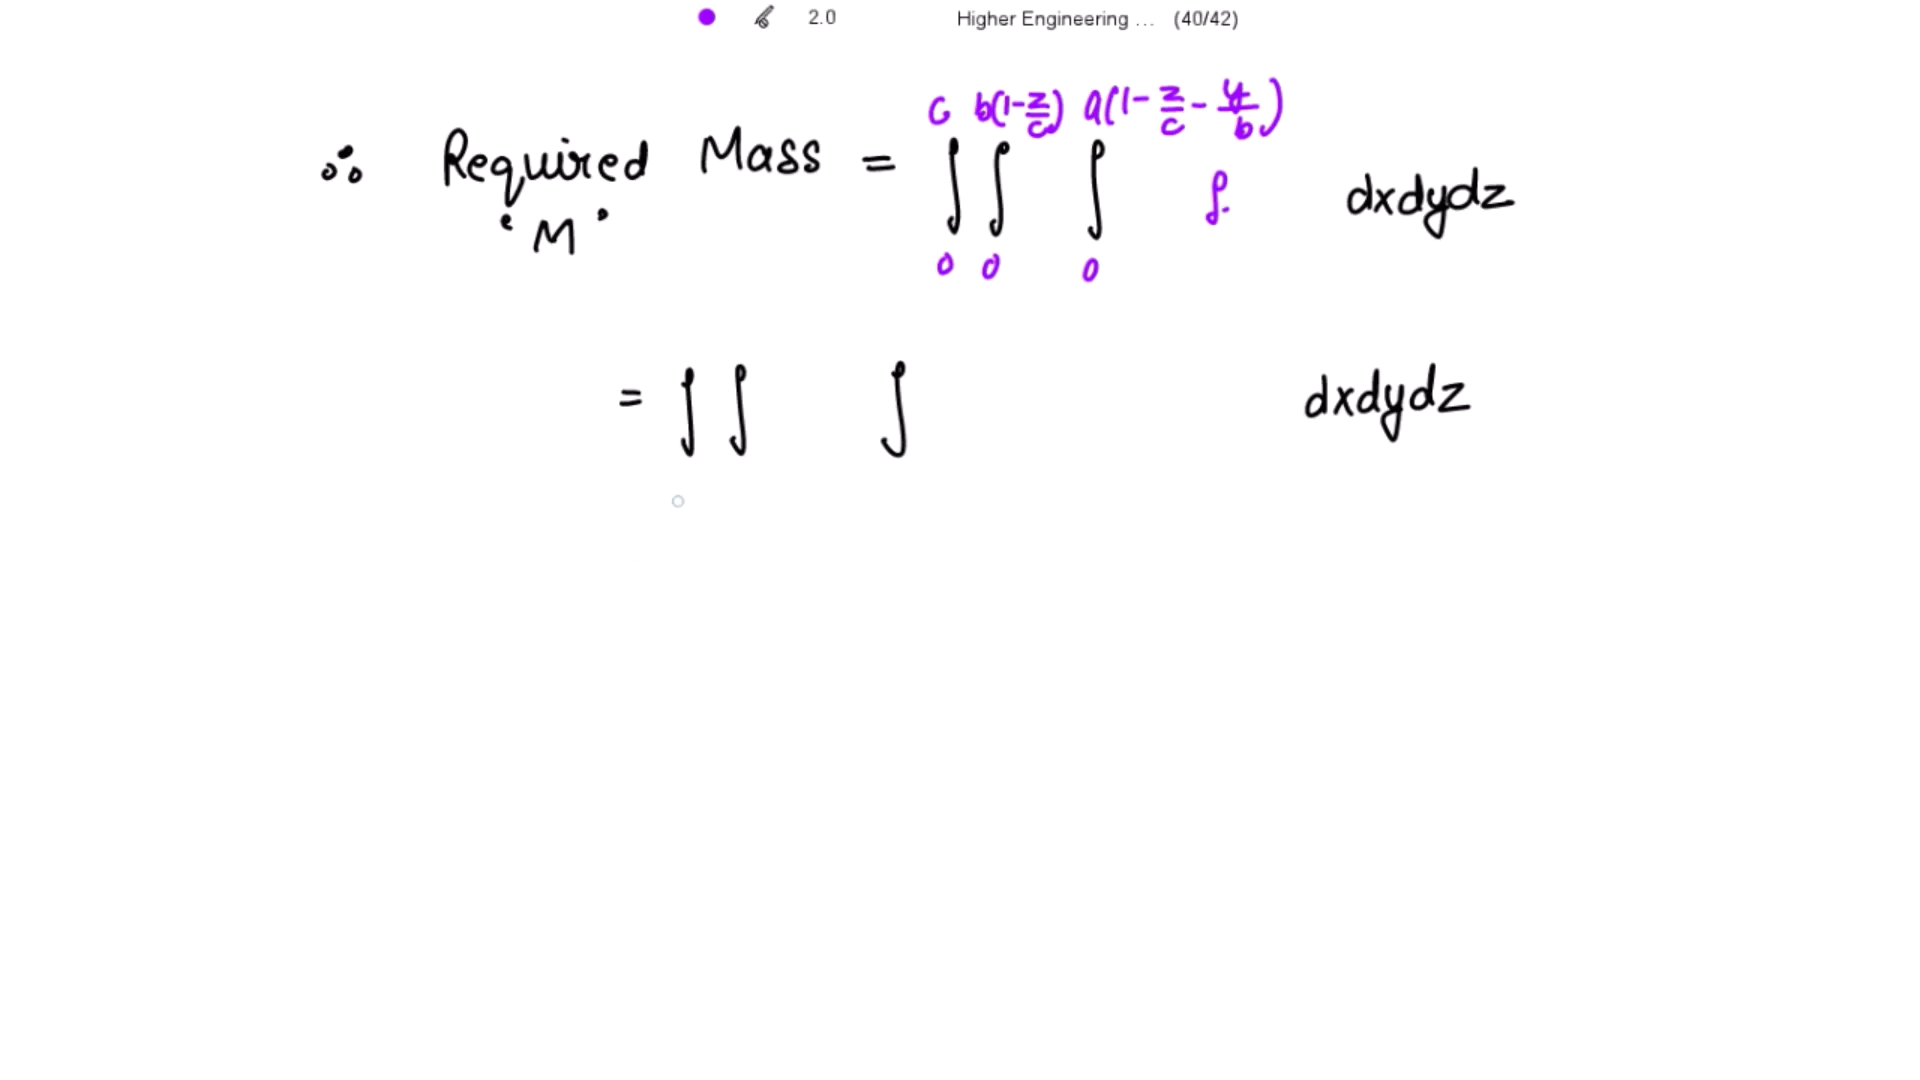 2.0 Higher Engineering ... (40/42)
c b(1-z/c) a(1-z/c-y/b)
∴ Required Mass = ∫∫ ∫ ρ. dxdydz
'M'
0 0 0
= ∫∫ ∫ dxdydz